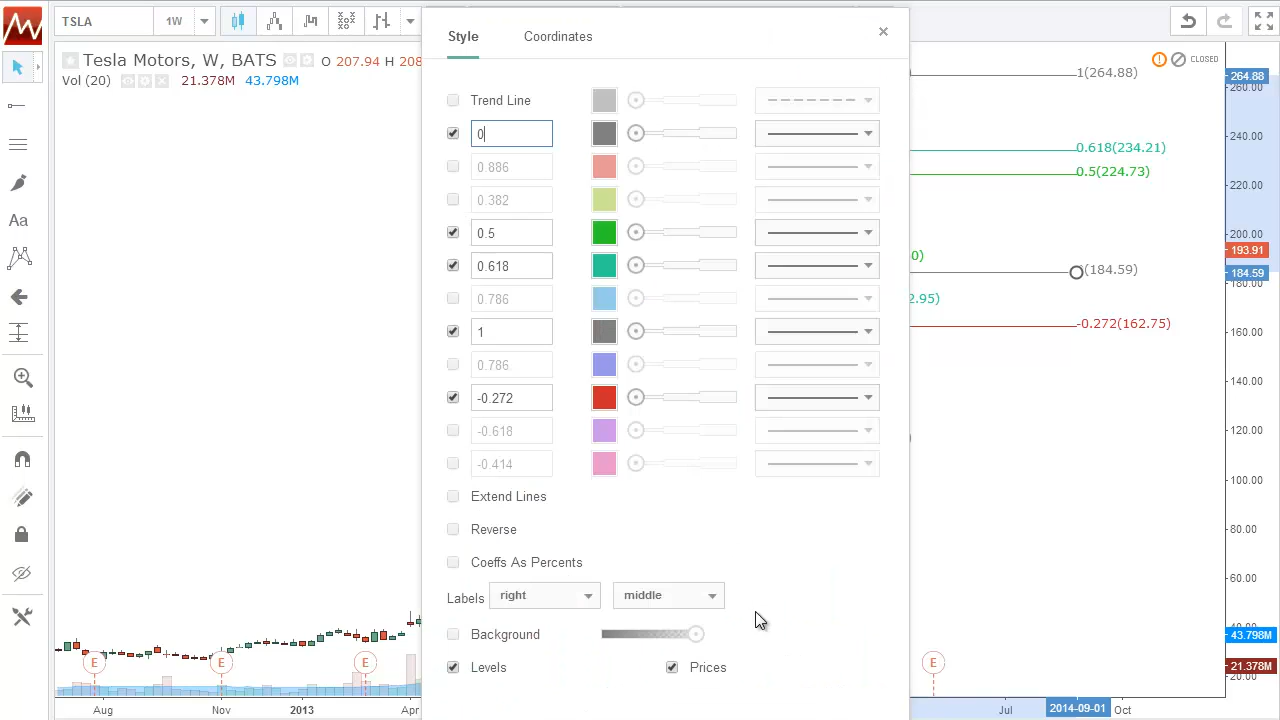 TSLA
1W
Style
Coordinates
Tesla Motors, W, BATS
O 207.94 H 208
Vol (20)
21.378M
43.798M
CLOSED
Trend Line
0
0.886
0.382
0.5
0.618
0.786
1
0.786
-0.272
-0.618
-0.414
Extend Lines
Reverse
Coeffs As Percents
Labels
right
middle
Background
Levels
Prices
1(264.88)
0.618(234.21)
0.5(224.73)
0)
(184.59)
2.95)
-0.272(162.75)
264.88
260.00
240.00
220.00
200.00
193.91
184.59
180.00
160.00
140.00
120.00
100.00
80.00
60.00
40.00
43.798M
21.378M
20.00
E
E
E
E
Aug
Nov
2013
Apr
Jul
2014-09-01
Oct
Aa